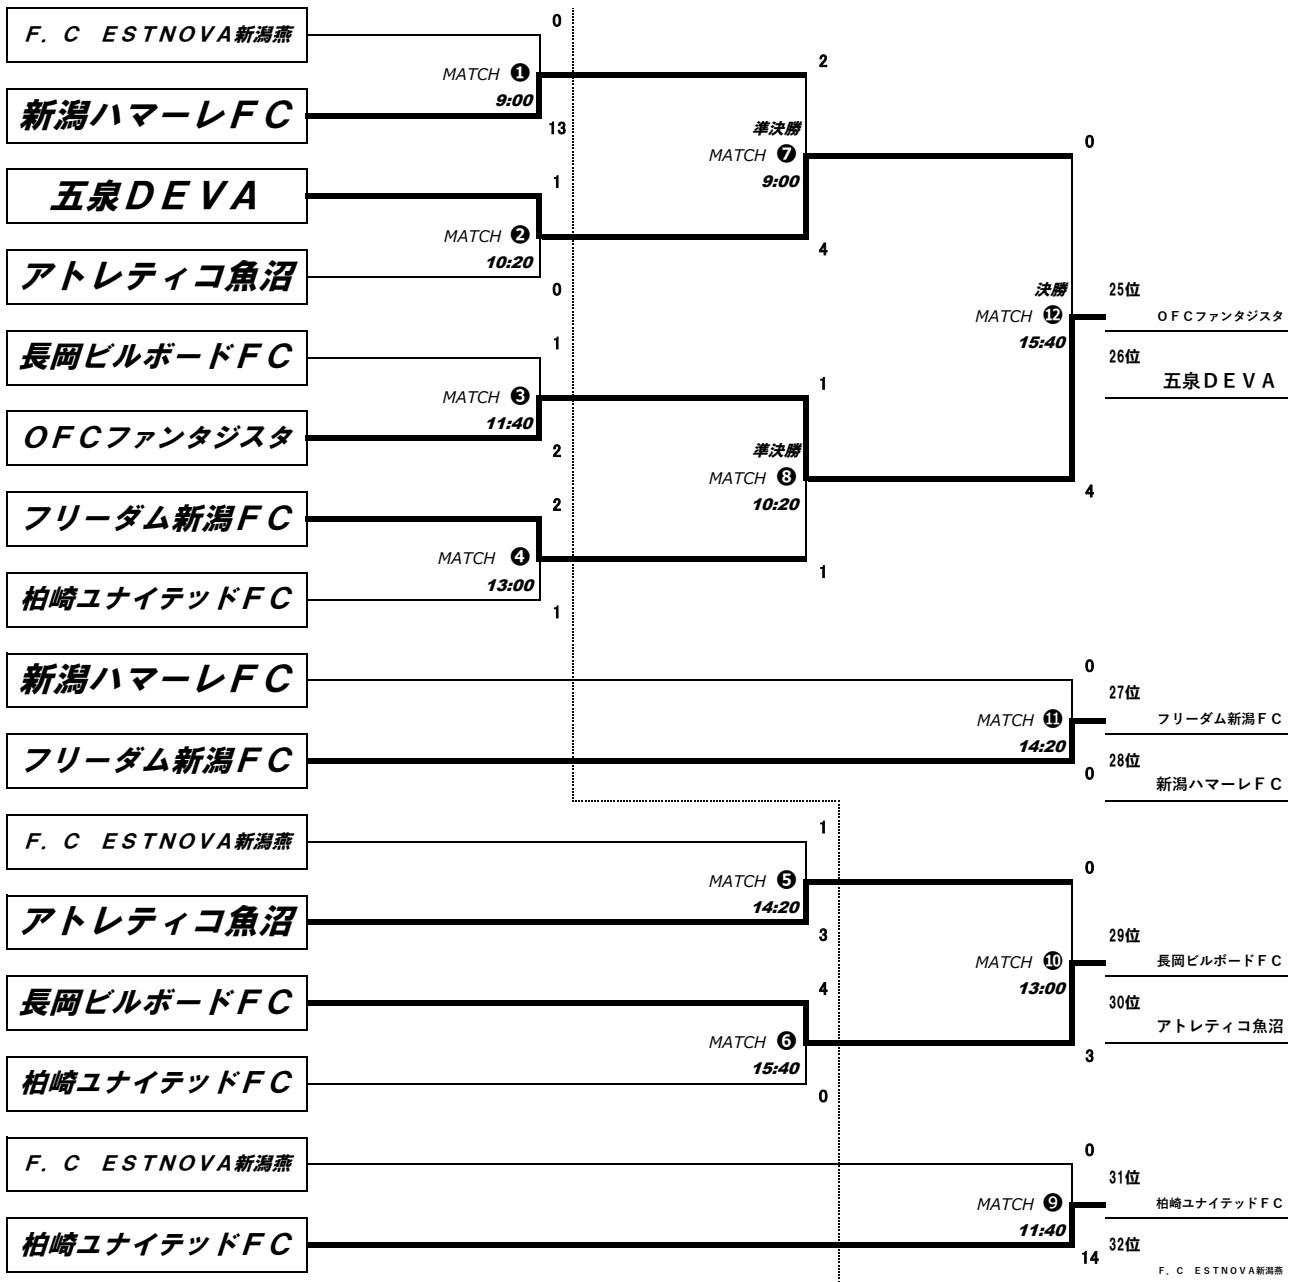 Ｆ．Ｃ　ＥＳＴＮＯＶＡ新潟燕
0
MATCH ❶
9:00
新潟ハマーレＦＣ
13
2
準決勝
MATCH ❼
9:00
0
五泉ＤＥＶＡ
1
MATCH ❷
10:20
4
アトレティコ魚沼
0
決勝
MATCH ⓬
15:40
25位
ＯＦＣファンタジスタ
26位
五泉ＤＥＶＡ
長岡ビルボードＦＣ
1
MATCH ❸
11:40
1
ＯＦＣファンタジスタ
2
準決勝
MATCH ❽
10:20
4
フリーダム新潟ＦＣ
2
MATCH ❹
13:00
1
柏崎ユナイテッドＦＣ
1
新潟ハマーレＦＣ
0
MATCH ⓫
14:20
27位
フリーダム新潟ＦＣ
フリーダム新潟ＦＣ
0
28位
新潟ハマーレＦＣ
Ｆ．Ｃ　ＥＳＴＮＯＶＡ新潟燕
1
MATCH ❺
14:20
0
アトレティコ魚沼
3
MATCH ❿
13:00
29位
長岡ビルボードＦＣ
30位
アトレティコ魚沼
長岡ビルボードＦＣ
4
MATCH ❻
15:40
3
柏崎ユナイテッドＦＣ
0
Ｆ．Ｃ　ＥＳＴＮＯＶＡ新潟燕
0
MATCH ❾
11:40
31位
柏崎ユナイテッドＦＣ
柏崎ユナイテッドＦＣ
14
32位
Ｆ．Ｃ　ＥＳＴＮＯＶＡ新潟燕